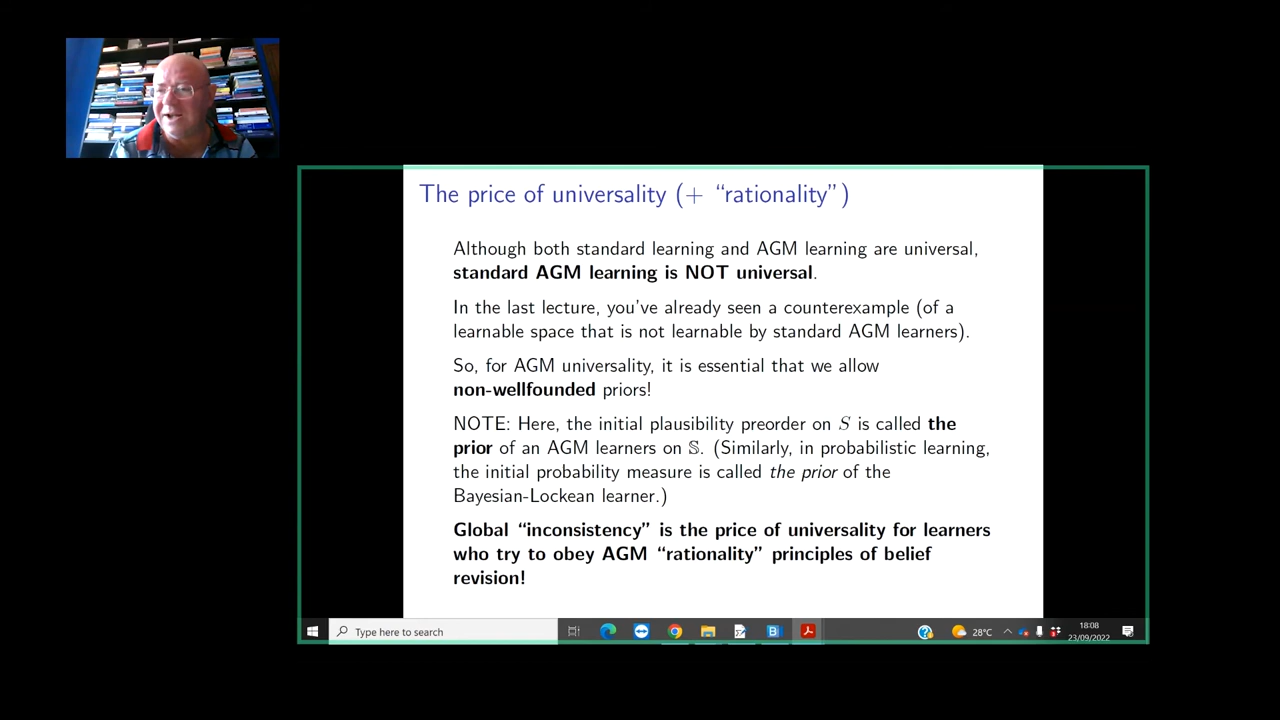 The price of universality (+ “rationality”)
Although both standard learning and AGM learning are universal,
standard AGM learning is NOT universal.
In the last lecture, you've already seen a counterexample (of a
learnable space that is not learnable by standard AGM learners).
So, for AGM universality, it is essential that we allow
non-wellfounded priors!
NOTE: Here, the initial plausibility preorder on S is called the
prior of an AGM learners on 𝕊. (Similarly, in probabilistic learning,
the initial probability measure is called the prior of the
Bayesian-Lockean learner.)
Global “inconsistency” is the price of universality for learners
who try to obey AGM “rationality” principles of belief
revision!
Type here to search
28°C
18:08
23/09/2022